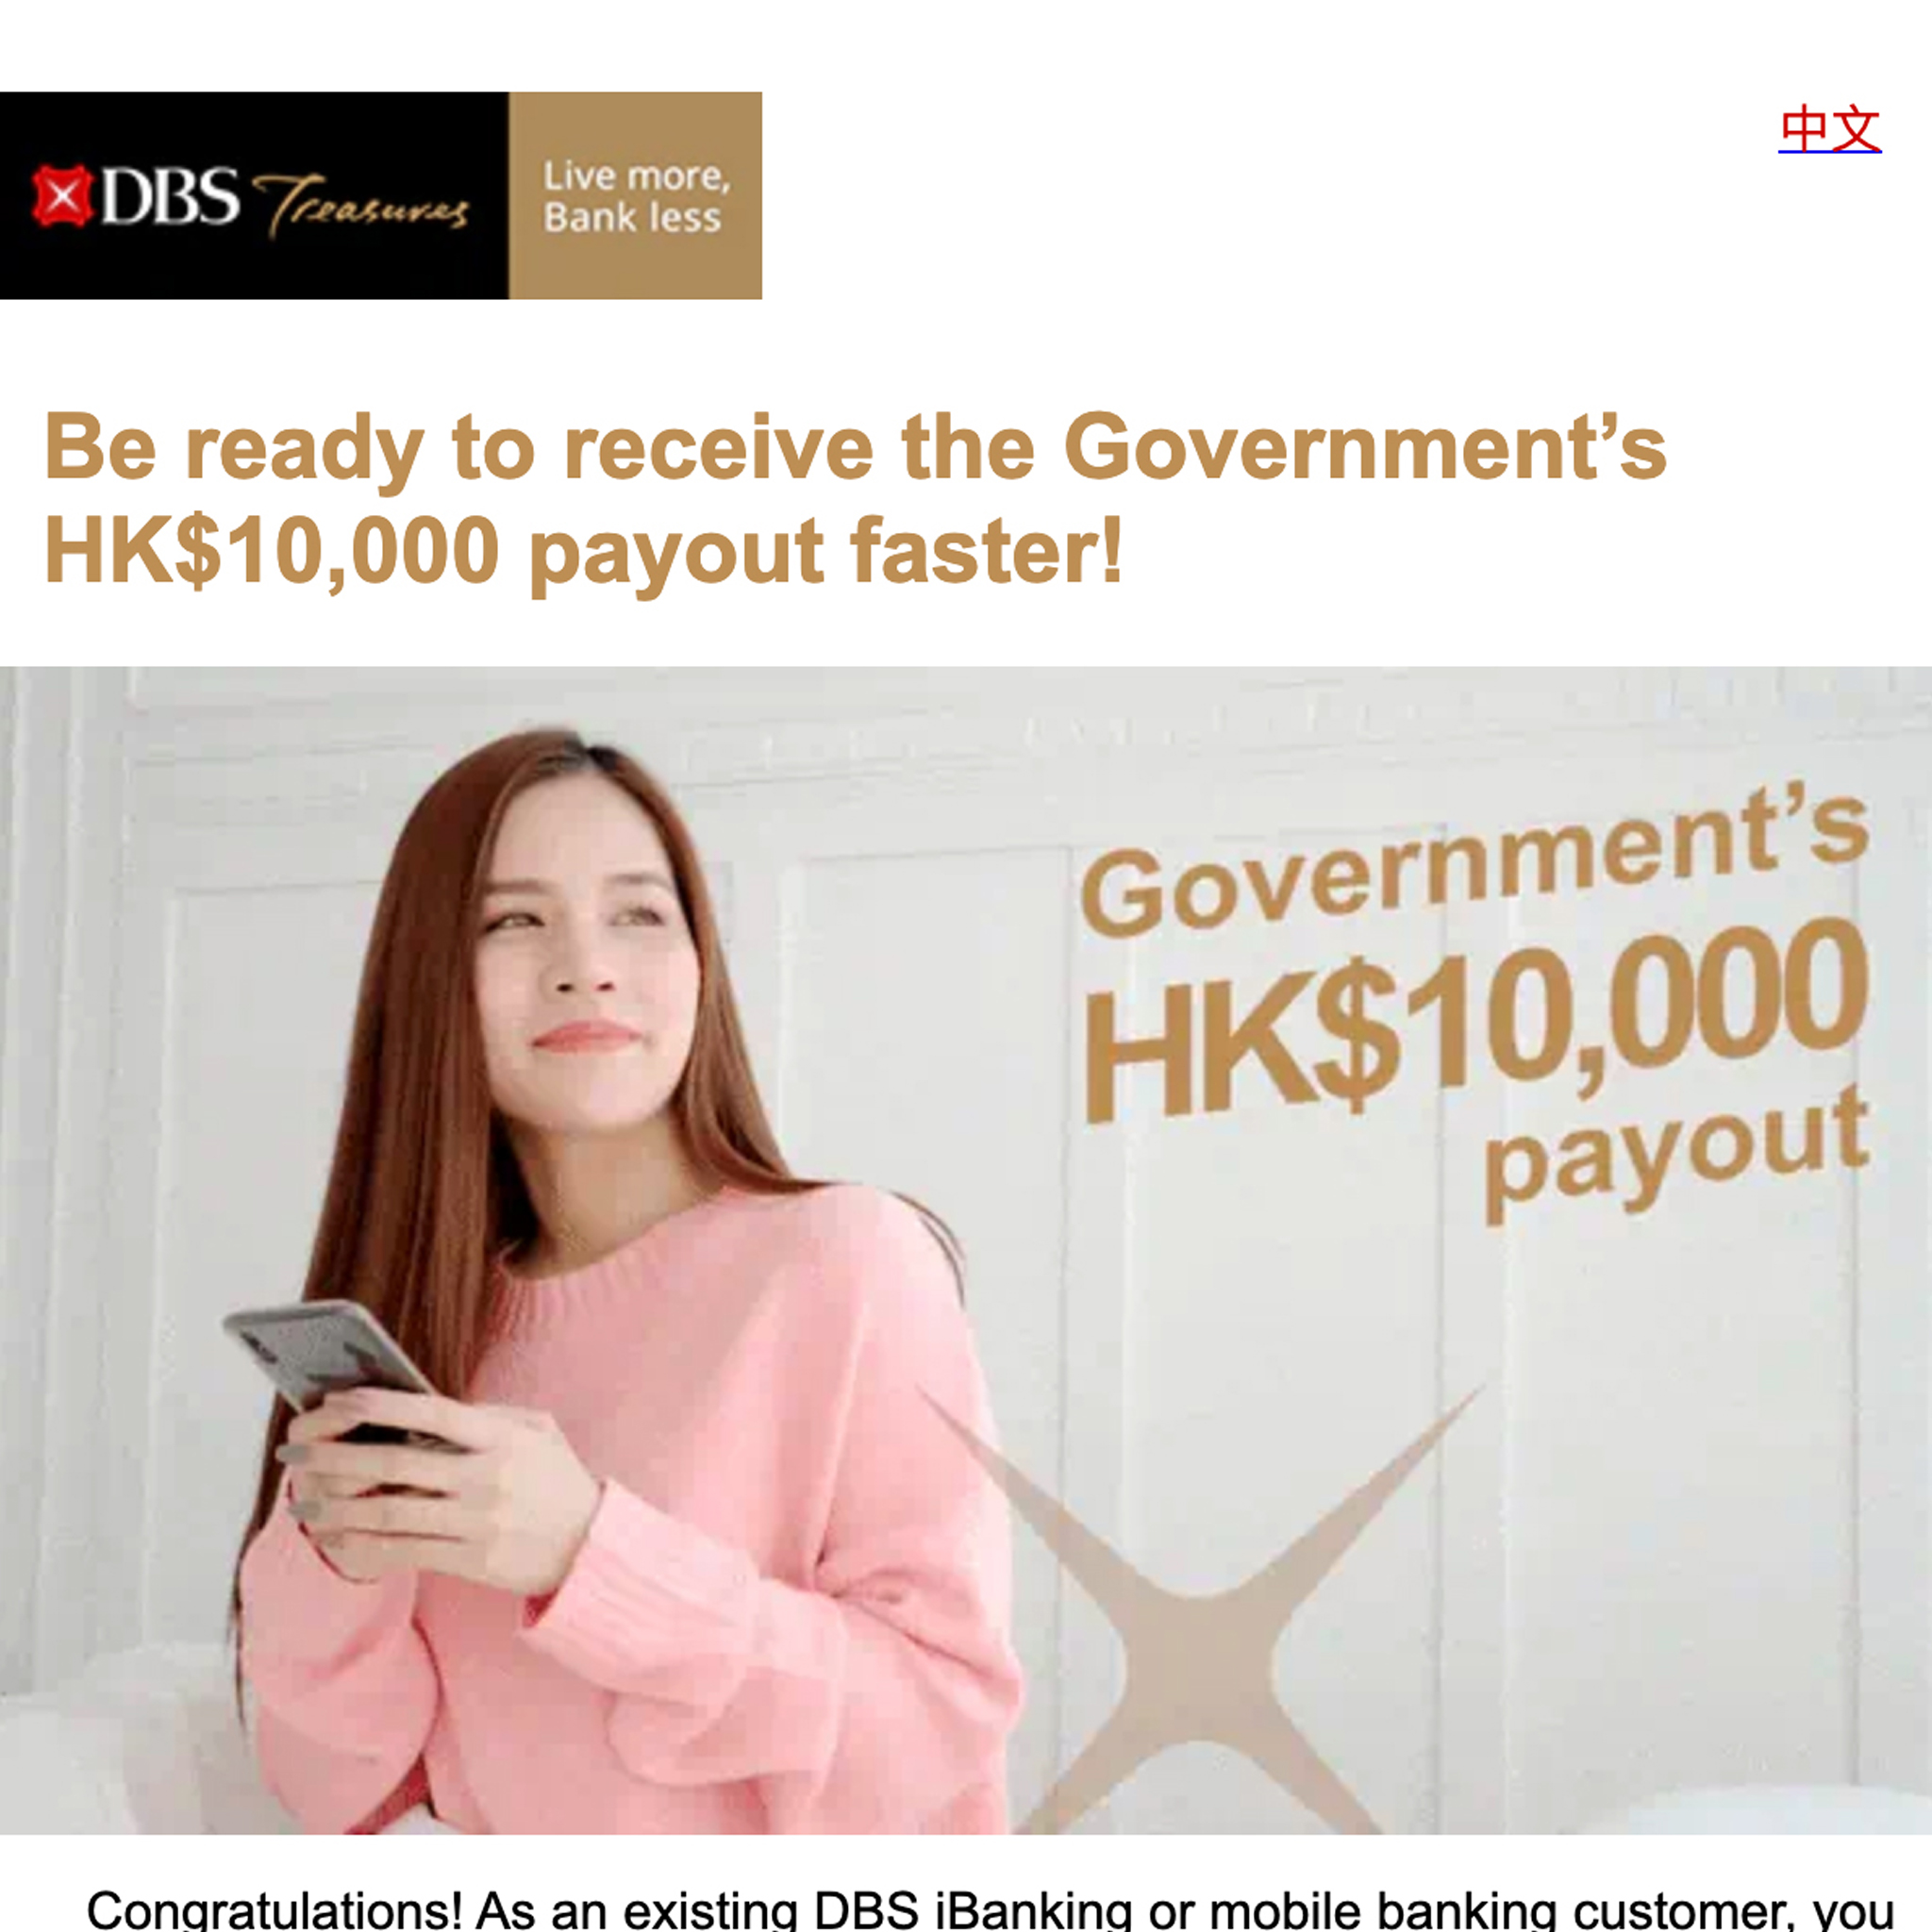 DBS Treasures
Live more,
Bank less
中文
Be ready to receive the Government’s
HK$10,000 payout faster!
Government’s
HK$10,000
payout
Congratulations! As an existing DBS iBanking or mobile banking customer, you